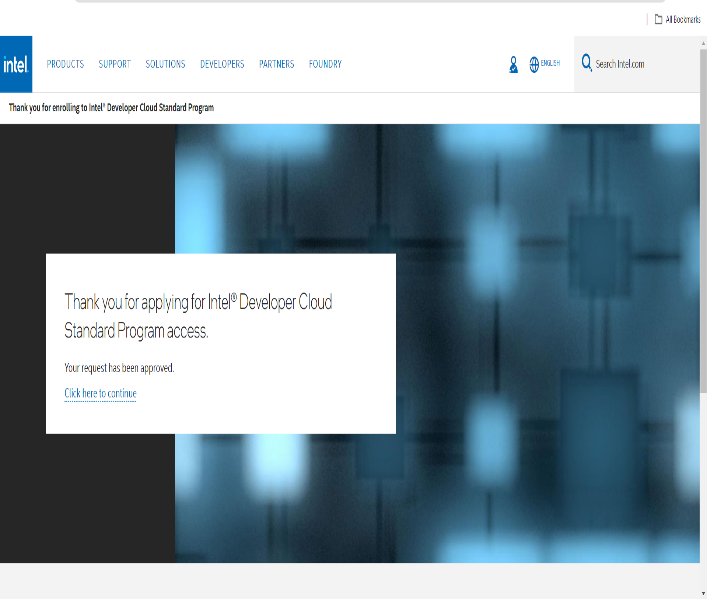 All Bookmarks
intel
PRODUCTS SUPPORT SOLUTIONS DEVELOPERS PARTNERS FOUNDRY
ENGLISH
Search Intel.com
Thank you for enrolling to Intel® Developer Cloud Standard Program
Thank you for applying for Intel® Developer Cloud
Standard Program access.
Your request has been approved.
Click here to continue